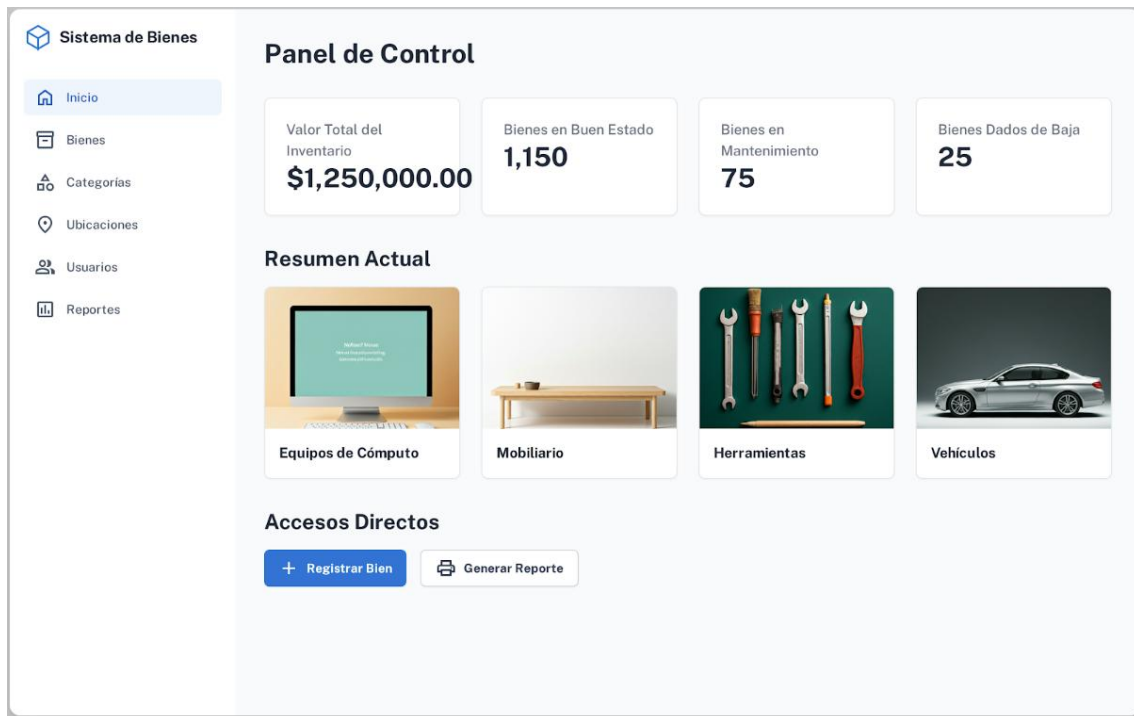 Sistema de Bienes
Inicio
Bienes
Categorías
Ubicaciones
Usuarios
Reportes
Panel de Control
Valor Total del
Inventario
$1,250,000.00
Bienes en Buen Estado
1,150
Bienes en
Mantenimiento
75
Bienes Dados de Baja
25
Resumen Actual
Equipos de Cómputo
Mobiliario
Herramientas
Vehículos
Accesos Directos
Registrar Bien
Generar Reporte